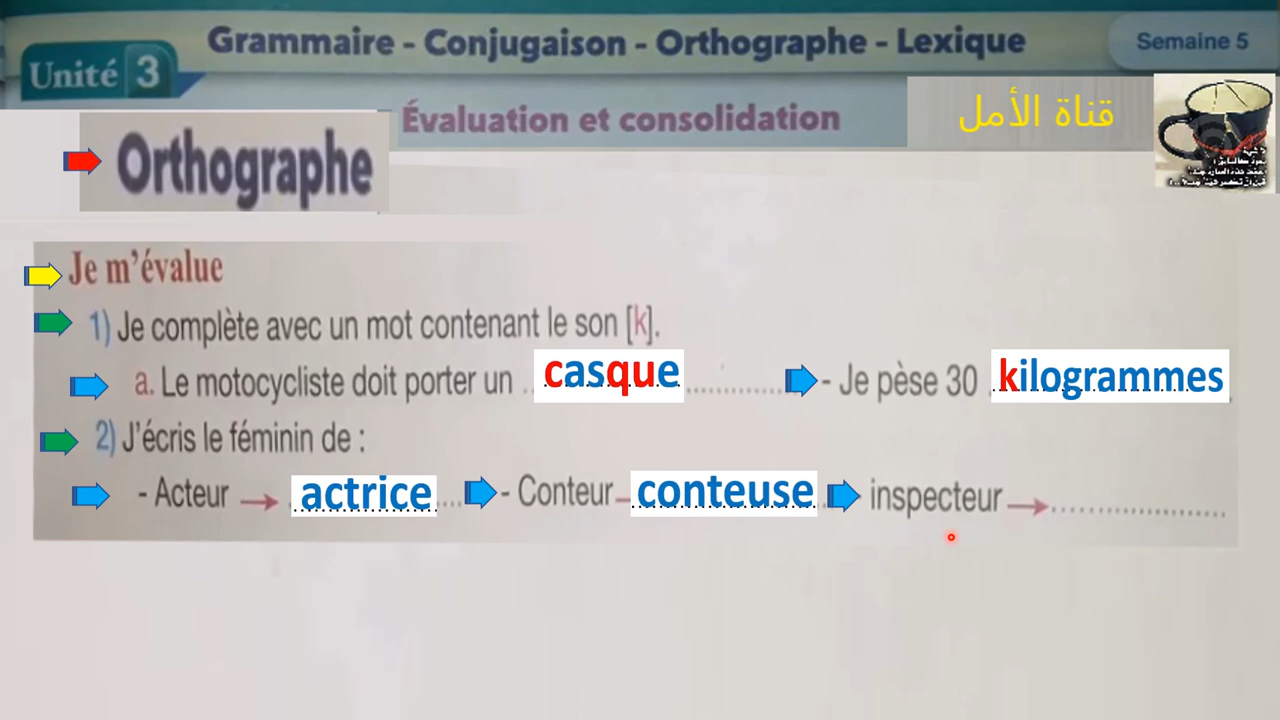 Grammaire - Conjugaison - Orthographe - Lexique
Semaine 5
Unité 3
Évaluation et consolidation
قناة الأمل
Orthographe
Je m'évalue
1) Je complète avec un mot contenant le son [k].
a. Le motocycliste doit porter un casque - Je pèse 30 kilogrammes
2) J'écris le féminin de :
- Acteur → actrice - Conteur conteuse inspecteur →